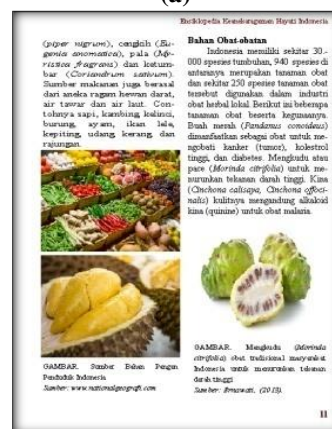 (a)
Ensiklopedia Keanekaragaman Hayati Indonesia
(piper nigrum), cengkih (Eu-
genia aromatica), pala (My-
ristica fragrans) dan ketum-
bar (Coriandrum sativum).
Sumber makanan juga berasal
dari aneka ragam hewan darat,
air tawar dan air laut. Con-
tohnya sapi, kambing, kelinci,
burung, ayam, ikan lele,
kepiting, udang, kerang, dan
rajungan.
GAMBAR. Sumber Bahan Pangan
Penduduk Indonesia
Sumber: www.nationalgeografi.com
Bahan Obat-obatan
Indonesia memiliki sekitar 30.-
000 spesies tumbuhan, 940 spesies di
antaranya merupakan tanaman obat
dan sekitar 250 spesies tanaman obat
tersebut digunakan dalam industri
obat herbal lokal. Berikut ini beberapa
tanaman obat beserta kegunaannya.
Buah merah (Pandanus conoideus)
dimanfaatkan sebagai obat untuk me-
ngobati kanker (tumor), kolestrol
tinggi, dan diabetes. Mengkudu atau
pace (Morinda citrifolia) untuk me-
nurunkan tekanan darah tinggi. Kina
(Cinchona calisaya, Cinchona offici-
nalis) kulitnya mengandung alkaloid
kina (quinine) untuk obat malaria.
GAMBAR. Mengkudu (Morinda
citrifolia) obat tradisional masyarakat
Indonesia untuk menurunkan tekanan
darah tinggi
Sumber: Irnawati, (2013).
11